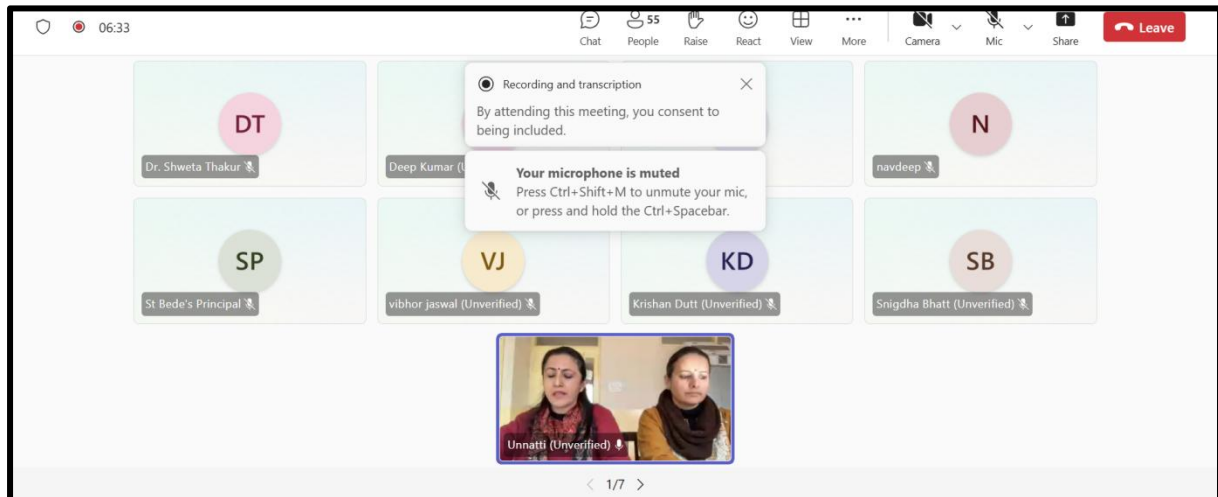 06:33
Chat
55
People
Raise
React
View
More
Camera
Mic
Share
Leave
Recording and transcription
By attending this meeting, you consent to
being included.
Your microphone is muted
Press Ctrl+Shift+M to unmute your mic,
or press and hold the Ctrl+Spacebar.
DT
Dr. Shweta Thakur
Deep Kumar
N
navdeep
SP
St Bede's Principal
VJ
vibhor jaswal (Unverified)
KD
Krishan Dutt (Unverified)
SB
Snigdha Bhatt (Unverified)
Unnatti (Unverified)
1/7